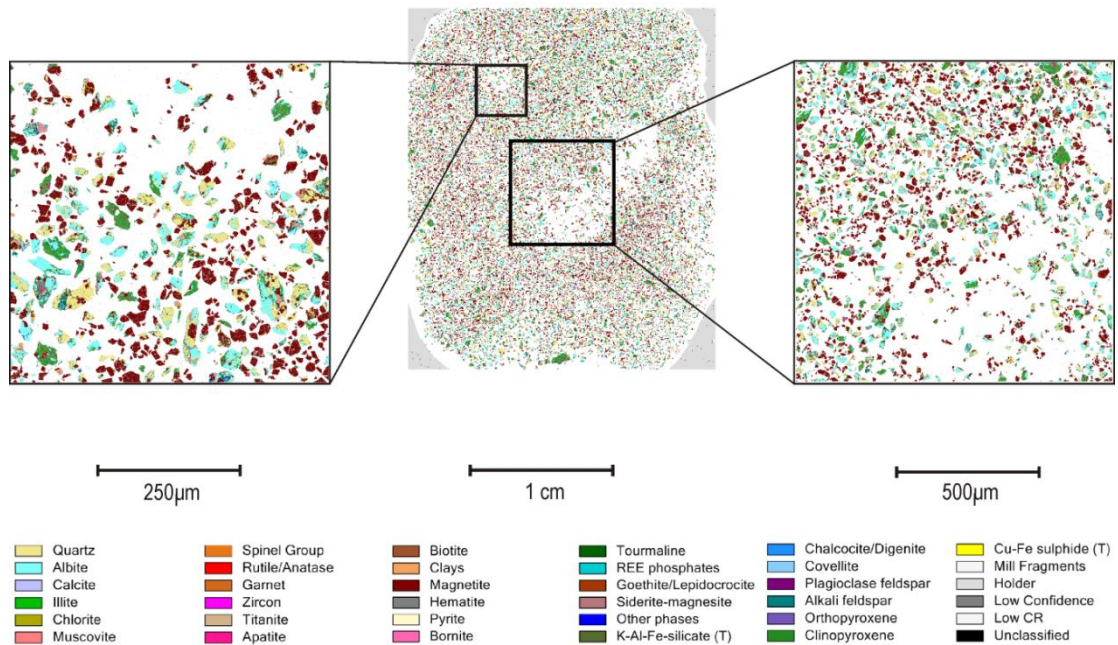 250µm
1 cm
500µm
Quartz
Albite
Calcite
Illite
Chlorite
Muscovite
Spinel Group
Rutile/Anatase
Garnet
Zircon
Titanite
Apatite
Biotite
Clays
Magnetite
Hematite
Pyrite
Bornite
Tourmaline
REE phosphates
Goethite/Lepidocrocite
Siderite-magnesite
Other phases
K-Al-Fe-silicate (T)
Chalcocite/Digenite
Covellite
Plagioclase feldspar
Alkali feldspar
Orthopyroxene
Clinopyroxene
Cu-Fe sulphide (T)
Mill Fragments
Holder
Low Confidence
Low CR
Unclassified